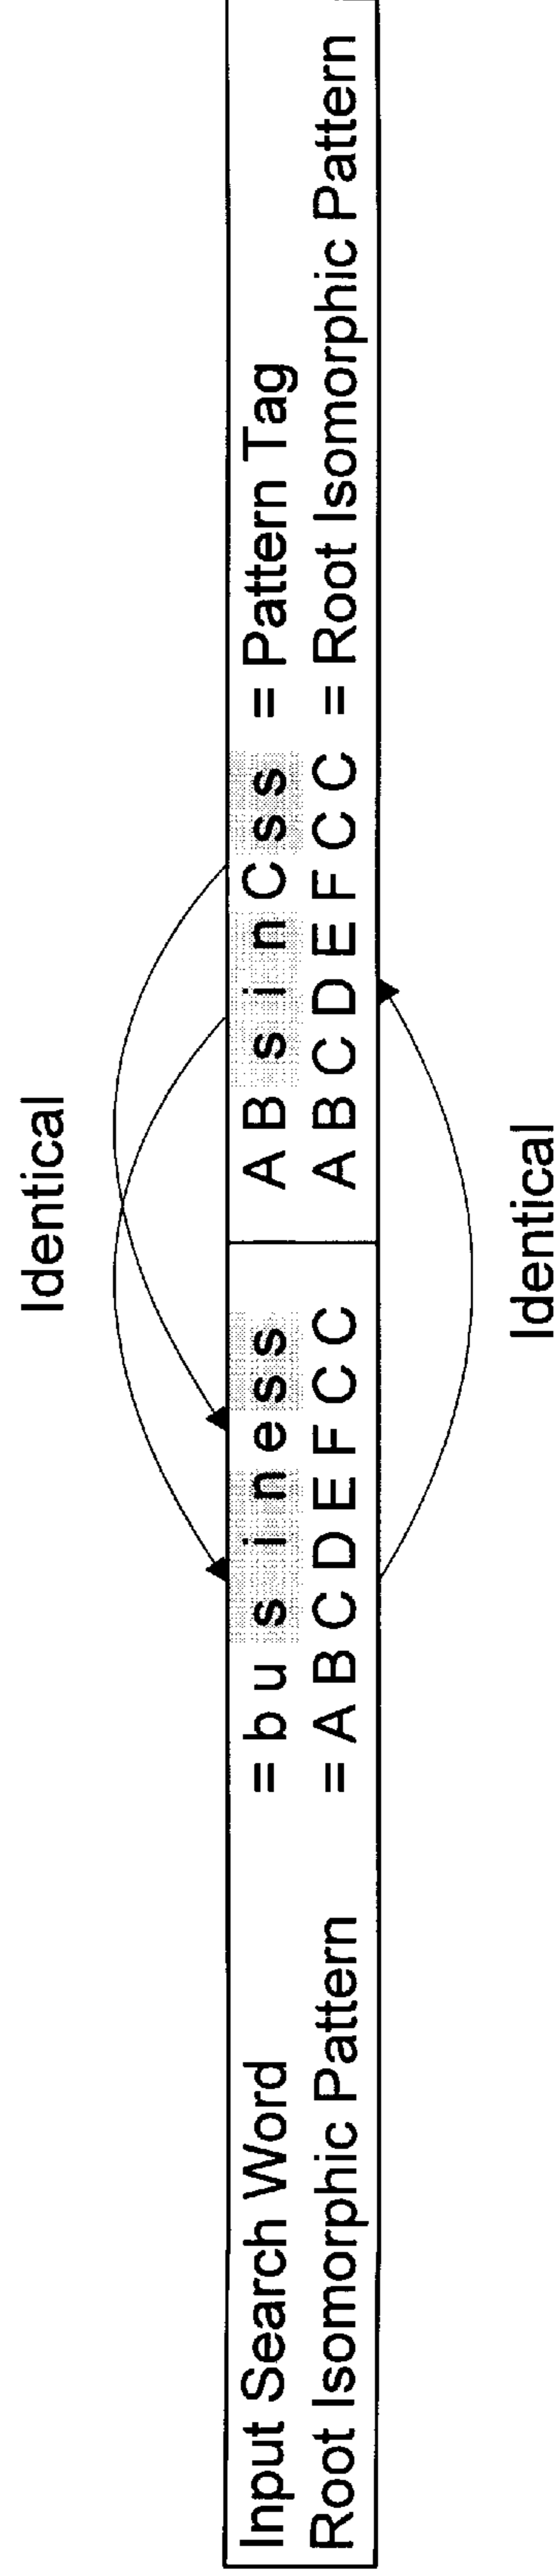 Identical
Input Search Word = b u s i n e s s A B s i n C s s = Pattern Tag
Root Isomorphic Pattern = A B C D E F C C A B C D E F C C = Root Isomorphic Pattern
Identical